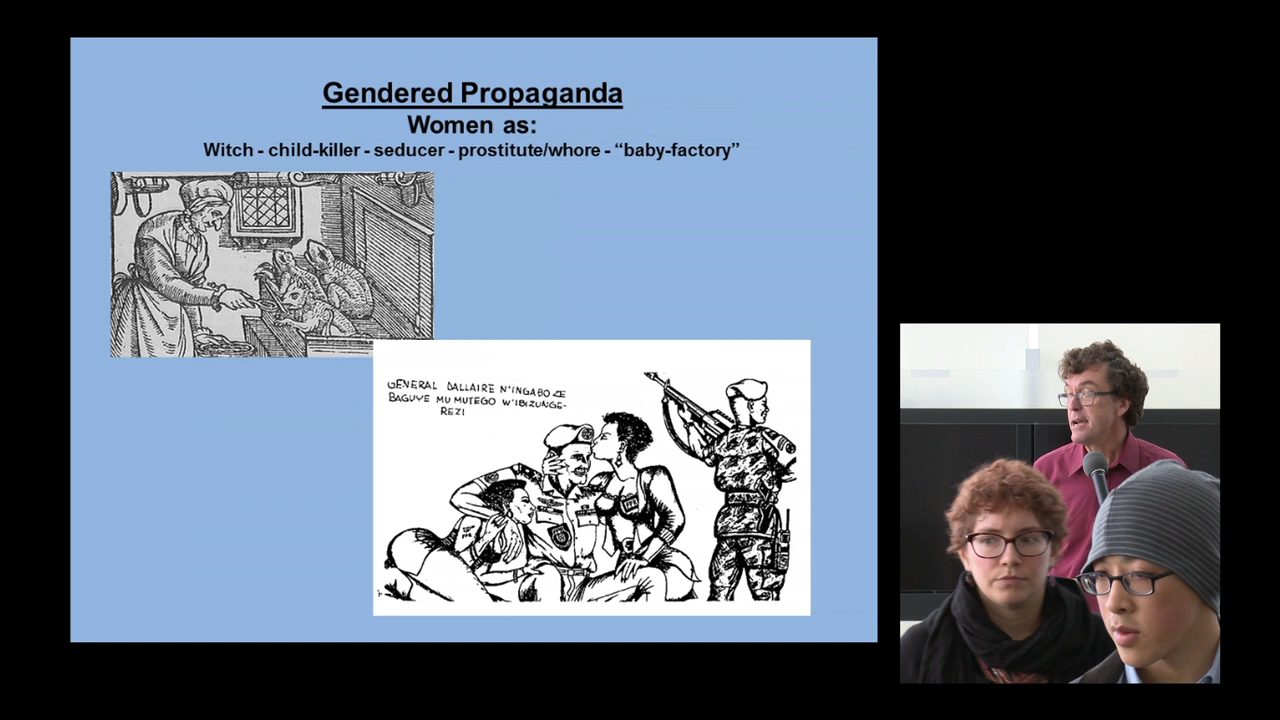 Gendered Propaganda
Women as:
Witch - child-killer - seducer - prostitute/whore - “baby-factory”
GENERAL DALLAIRE N'INGABO ZE
BAGUYE MU MUTEGO W'IBIZUNGE-
REZI